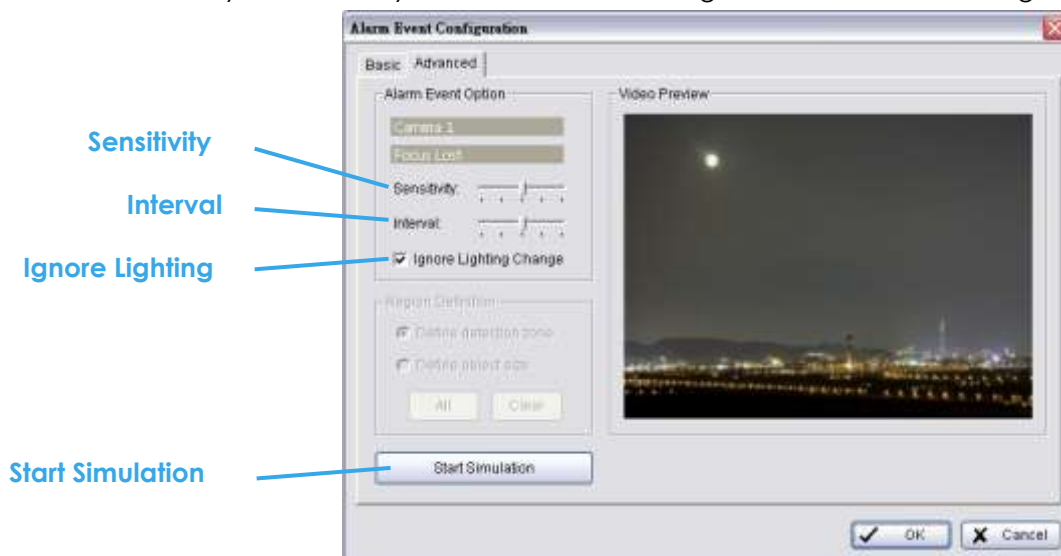 Alarm Event Configuration
Basic Advanced
Alarm Event Option
Video Preview
Camera 1
Focus Lost
Sensitivity
Sensitivity:
Interval
Interval:
Ignore Lighting
Ignore Lighting Change
Region Definition
Define detection zone
Define object size
All Clear
Start Simulation
Start Simulation
OK Cancel